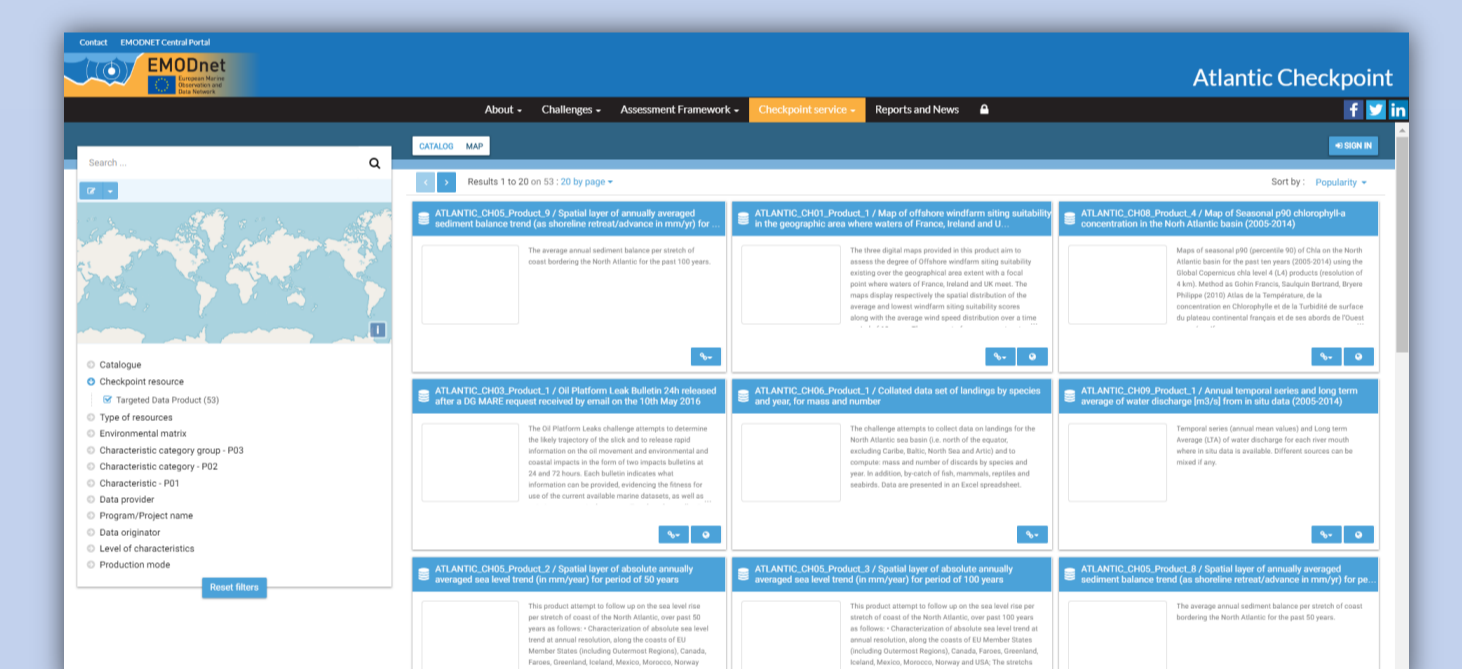 Contact EMODNET Central Portal
EMODnet
European Marine
Observation and
Data Network
Atlantic Checkpoint
About
Challenges
Assessment Framework
Checkpoint service
Reports and News
f
in
Search ...
CATALOG MAP
SIGN IN
Results 1 to 20 on 53 : 20 by page
Sort by : Popularity
i
Catalogue
Checkpoint resource
Targeted Data Product (53)
Type of resources
Environmental matrix
Characteristic category group - P03
Characteristic category - P02
Characteristic - P01
Data provider
Program/Project name
Data originator
Level of characteristics
Production mode
Reset filters
ATLANTIC_CH05_Product_9 / Spatial layer of annually averaged
sediment balance trend (as shoreline retreat/advance in mm/yr) for ...
The average annual sediment balance per stretch of
coast bordering the North Atlantic for the past 100 years.
ATLANTIC_CH01_Product_1 / Map of offshore windfarm siting suitability
in the geographic area where waters of France, Ireland and U...
The three digital maps provided in this product aim to
assess the degree of Offshore windfarm siting suitability
existing over the geographical area extent with a focal
point where waters of France, Ireland and UK meet. The
maps display respectively the spatial distribution of the
average and lowest windfarm siting suitability scores
along with the average wind speed distribution over a time
ATLANTIC_CH08_Product_4 / Map of Seasonal p90 chlorophyll-a
concentration in the Norh Atlantic basin (2005-2014)
Maps of seasonal p90 (percentile 90) of Chla on the North
Atlantic basin for the past ten years (2005-2014) using the
Global Copernicus chla level 4 (L4) products (resolution of
4 km). Method as Gohin Francis, Saulquin Bertrand, Bryere
Philippe (2010) Atlas de la Température, de la
concentration en Chlorophylle et de la Turbidité de surface
du plateau continental français et de ses abords de l'Ouest
ATLANTIC_CH03_Product_1 / Oil Platform Leak Bulletin 24h released
after a DG MARE request received by email on the 10th May 2016
The Oil Platform Leaks challenge attempts to determine
the likely trajectory of the slick and to release rapid
information on the oil movement and environmental and
coastal impacts in the form of two impacts bulletins at
24 and 72 hours. Each bulletin indicates what
information can be provided, evidencing the fitness for
use of the current available marine datasets, as well as
ATLANTIC_CH06_Product_1 / Collated data set of landings by species
and year, for mass and number
The challenge attempts to collect data on landings for the
North Atlantic sea basin (i.e. north of the equator,
excluding Caribe, Baltic, North Sea and Artic) and to
compute: mass and number of discards by species and
year. In addition, by-catch of fish, mammals, reptiles and
seabirds. Data are presented in an Excel spreadsheet.
ATLANTIC_CH09_Product_1 / Annual temporal series and long term
average of water discharge [m3/s] from in situ data (2005-2014)
Temporal series (annual mean values) and Long term
Average (LTA) of water discharge for each river mouth
where in situ data is available. Different sources can be
mixed if any.
ATLANTIC_CH05_Product_2 / Spatial layer of absolute annually
averaged sea level trend (in mm/year) for period of 50 years
This product attempt to follow up on the sea level rise
per stretch of coast of the North Atlantic, over past 50
years as follows: • Characterization of absolute sea level
trend at annual resolution, along the coasts of EU
Member States (including Outermost Regions), Canada,
Faroes, Greenland, Iceland, Mexico, Morocco, Norway
ATLANTIC_CH05_Product_3 / Spatial layer of absolute annually
averaged sea level trend (in mm/year) for period of 100 years
This product attempt to follow up on the sea level rise per
stretch of coast of the North Atlantic, over past 100 years
as follows: • Characterization of absolute sea level trend at
annual resolution, along the coasts of EU Member States
(including Outermost Regions), Canada, Faroes, Greenland,
Iceland, Mexico, Morocco, Norway and USA; The stretchs
ATLANTIC_CH05_Product_8 / Spatial layer of annually averaged
sediment balance trend (as shoreline retreat/advance in mm/yr) for pe...
The average annual sediment balance per stretch of coast
bordering the North Atlantic for the past 50 years.